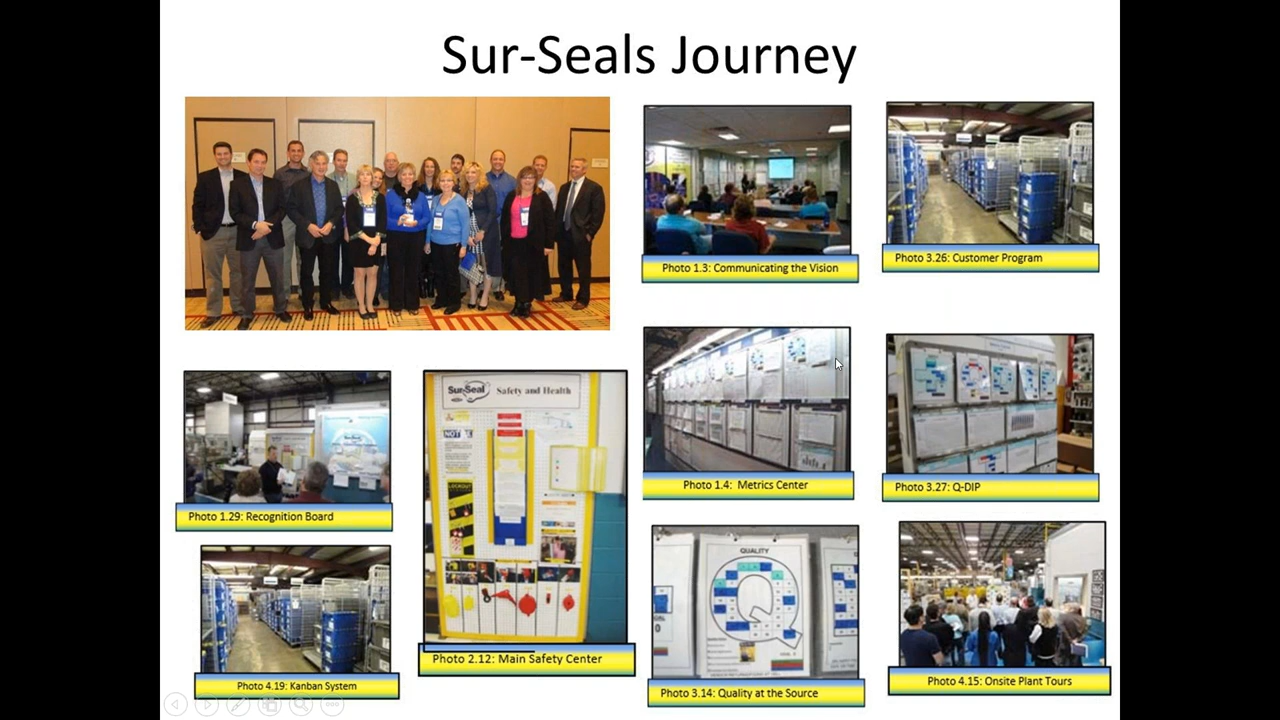 Sur-Seals Journey
Photo 1.3: Communicating the Vision
Photo 3.26: Customer Program
Sur-Seal
Safety and Health
Photo 1.4: Metrics Center
Photo 3.27: Q-DIP
Photo 1.29: Recognition Board
QUALITY
Photo 2.12: Main Safety Center
Photo 4.19: Kanban System
Photo 3.14: Quality at the Source
Photo 4.15: Onsite Plant Tours